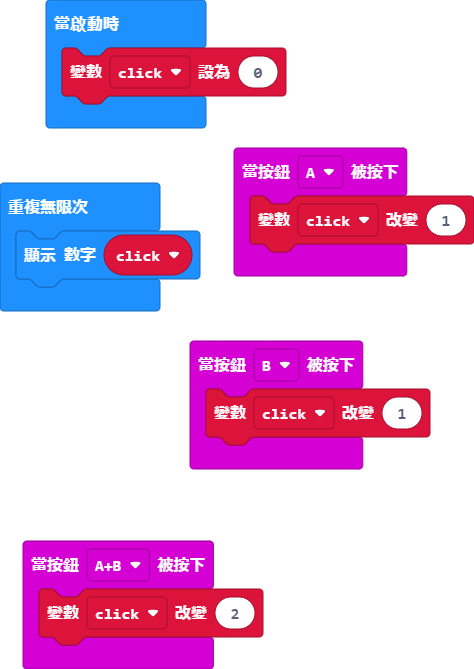 當啟動時
變數 click 設為 0
當按鈕 A 被按下
變數 click 改變 1
重複無限次
顯示 數字 click
當按鈕 B 被按下
變數 click 改變 1
當按鈕 A+B 被按下
變數 click 改變 2